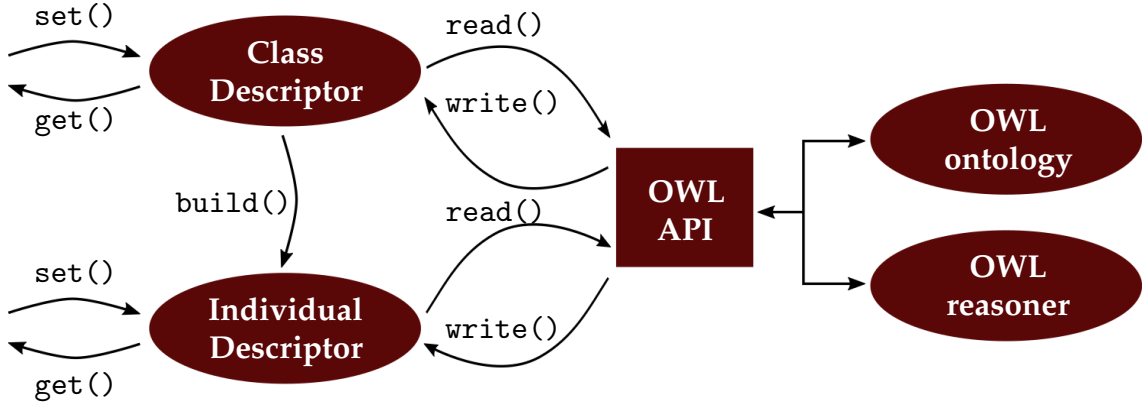 set()
Class
Descriptor
get()
read()
write()
build()
set()
Individual
Descriptor
get()
read()
write()
OWL
API
OWL
ontology
OWL
reasoner